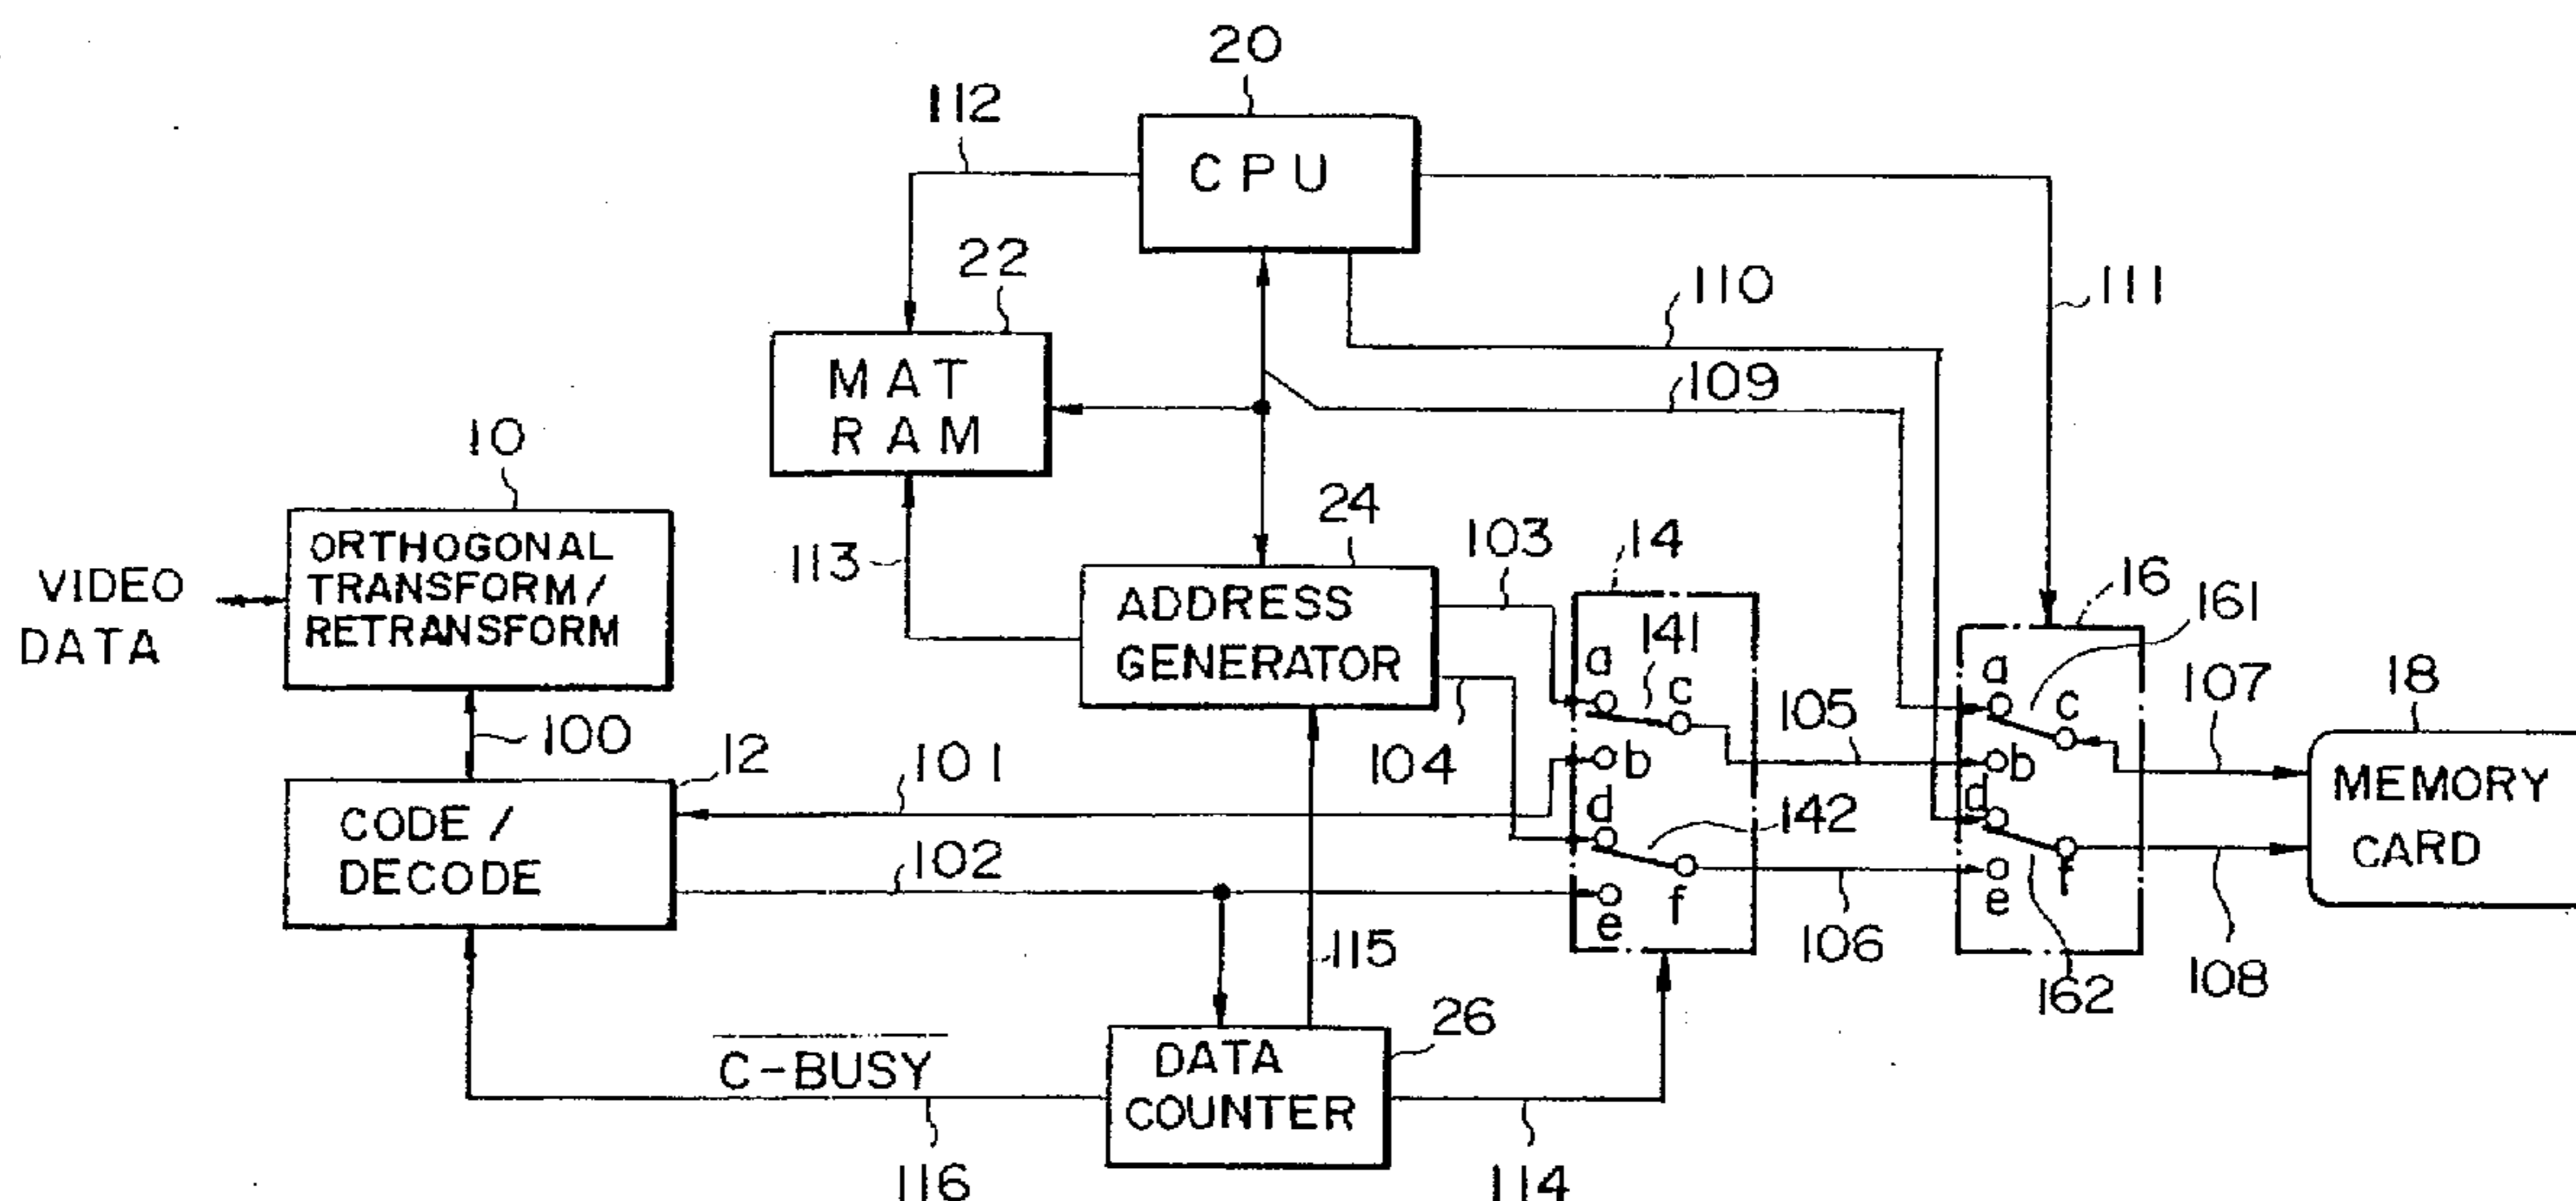 20
112
CPU
22
110
111
MAT
RAM
109
10
24
103
14
16
161
ORTHOGONAL
TRANSFORM/
RETRANSFORM
VIDEO
DATA
113
ADDRESS
GENERATOR
141
a
c
a
c
107
18
100
12
101
104
b
105
b
MEMORY
CARD
CODE/
DECODE
d
142
d
102
e
f
106
e
f
108
115
162
C-BUSY
26
DATA
COUNTER
116
114